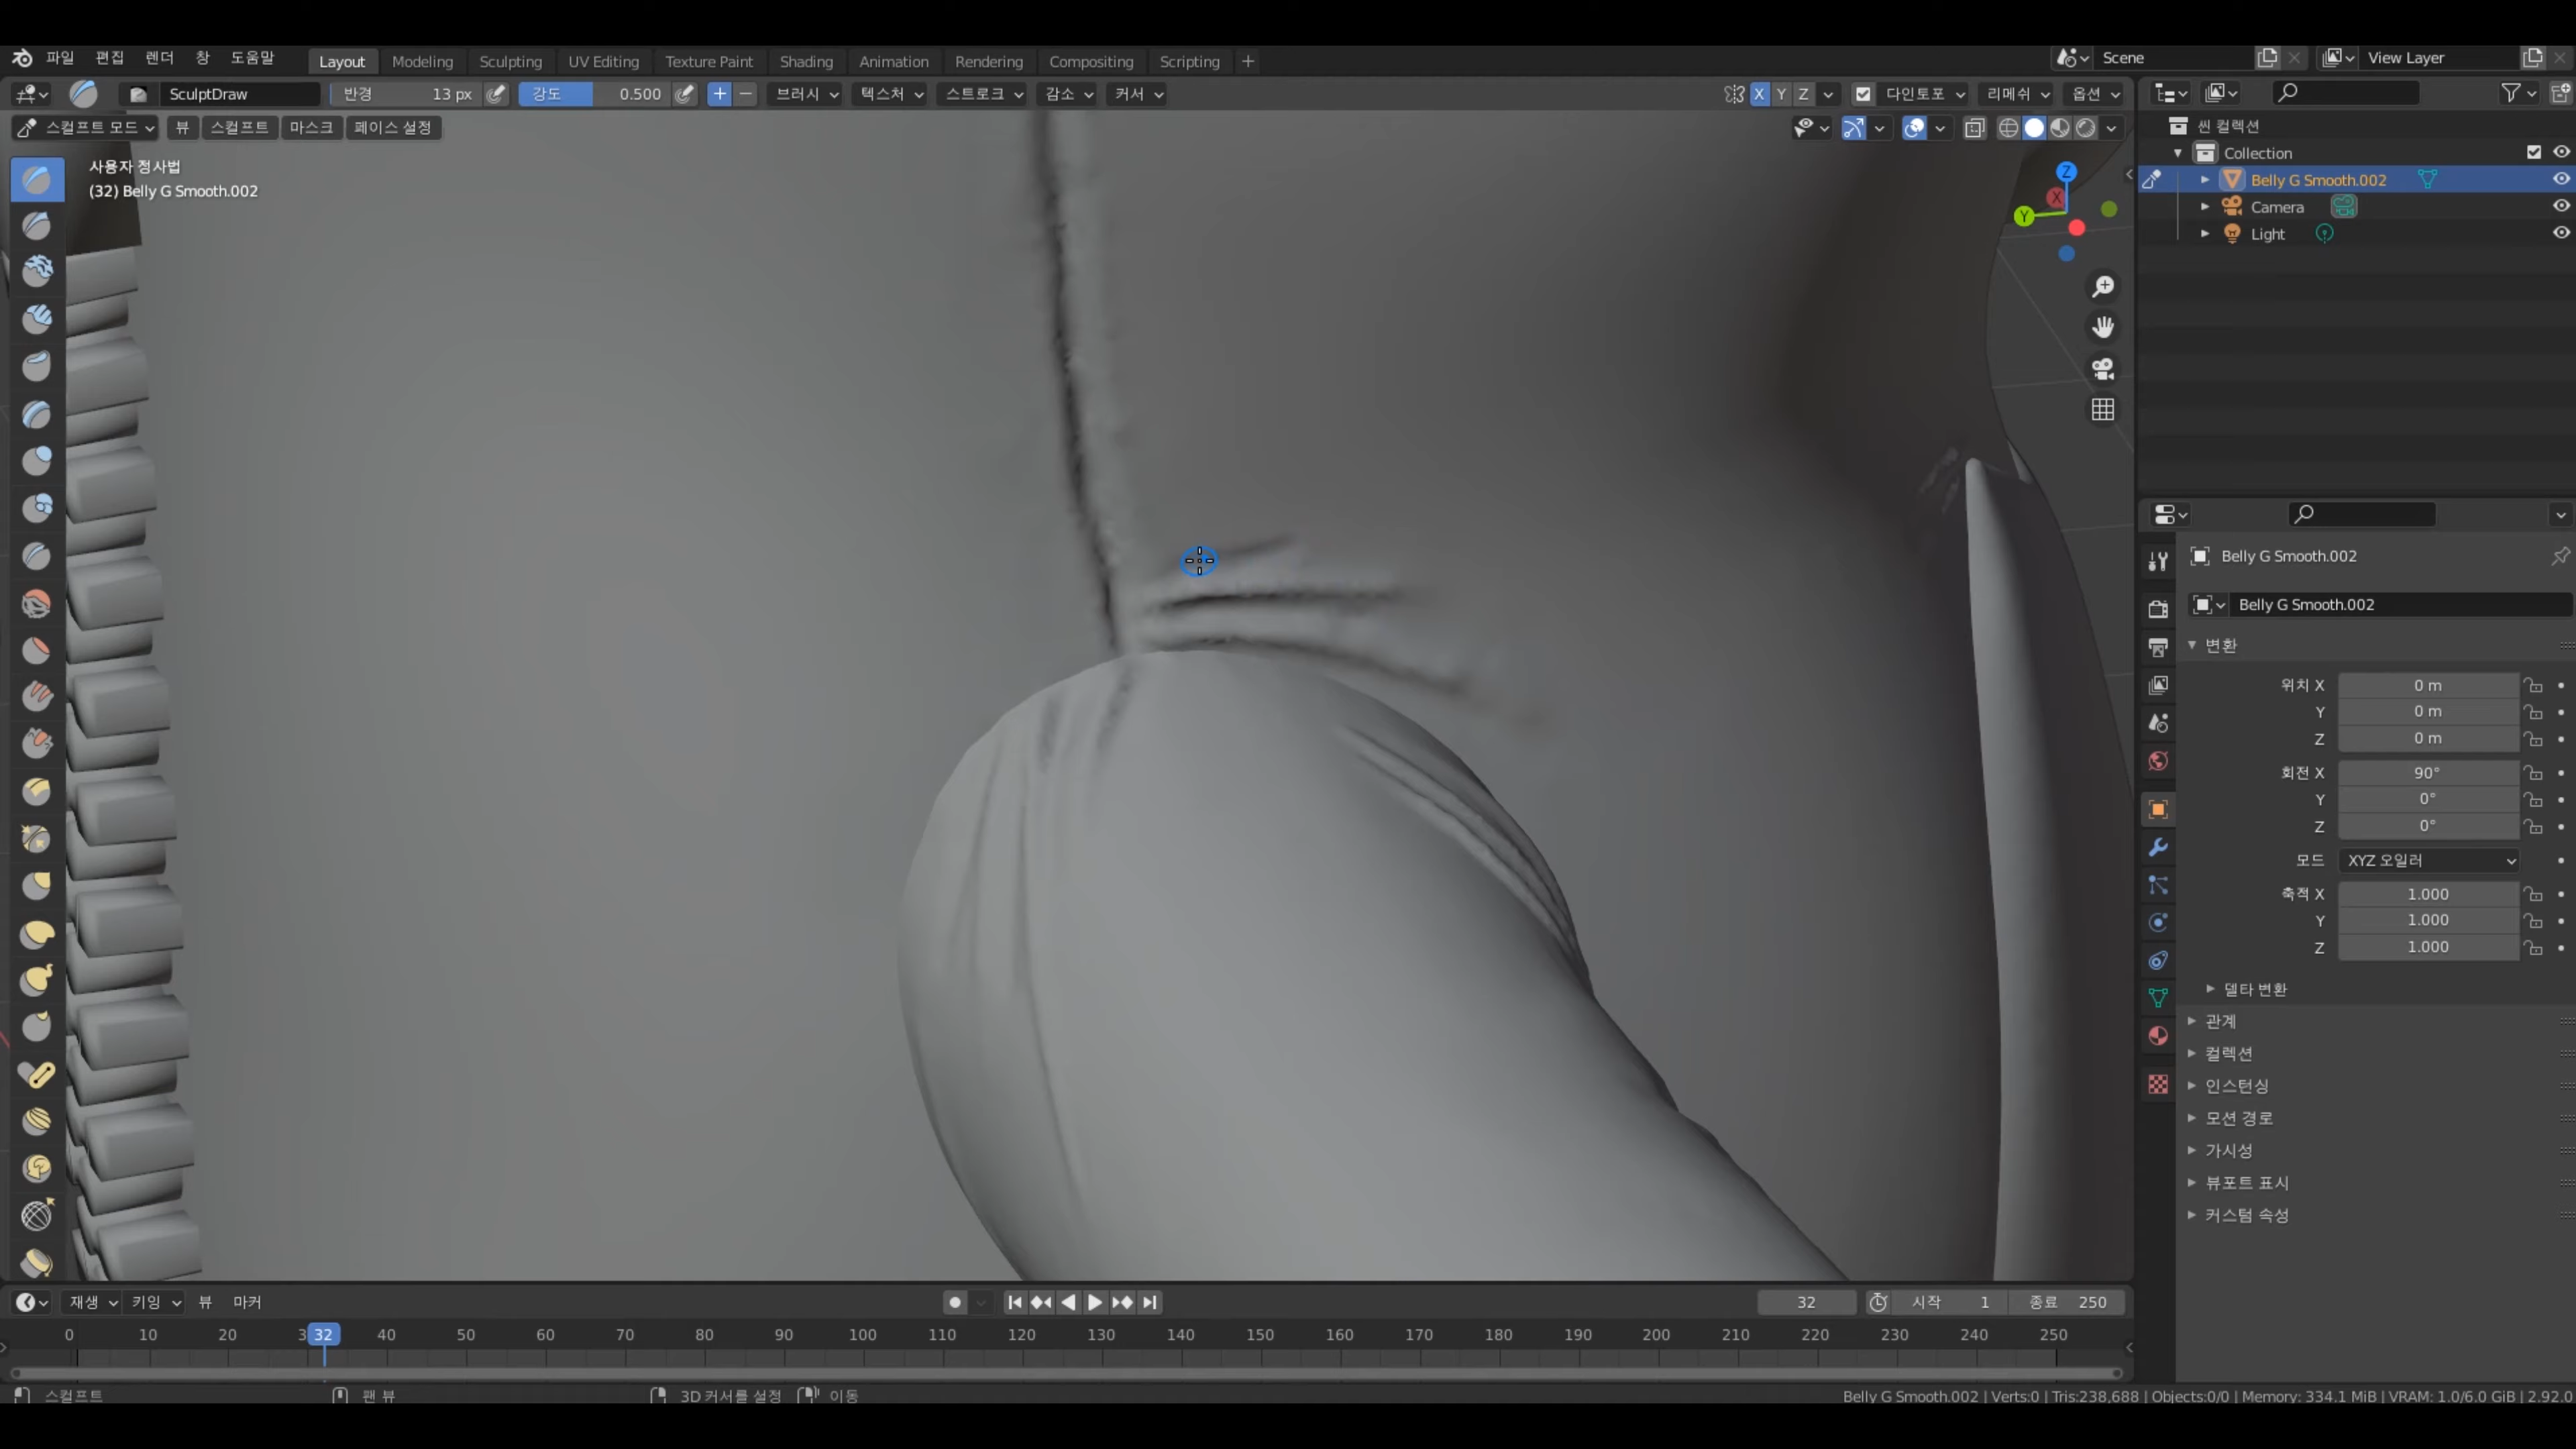 파일 편집 렌더 창 도움말 Layout Modeling Sculpting UV Editing Texture Paint Shading Animation Rendering Compositing Scripting + Scene View Layer
SculptDraw 반경 13 px 강도 0.500 + − 브러시 텍스처 스트로크 감소 커서 X Y Z 다인토포 리메쉬 옵션
스컬프트 모드 뷰 스컬프트 마스크 페이스 설정
사용자 정사법
(32) Belly G Smooth.002
Z
X
Y
씬 컬렉션
Collection
Belly G Smooth.002
Camera
Light
Belly G Smooth.002
Belly G Smooth.002
변환
위치 X 0 m
Y 0 m
Z 0 m
회전 X 90°
Y 0°
Z 0°
모드 XYZ 오일러
축적 X 1.000
Y 1.000
Z 1.000
델타 변환
관계
컬렉션
인스턴싱
모션 경로
가시성
뷰포트 표시
커스텀 속성
재생 키잉 뷰 마커 32 시작 1 종료 250
0 10 20 3 32 40 50 60 70 80 90 100 110 120 130 140 150 160 170 180 190 200 210 220 230 240 250
스컬프트 팬 뷰 3D 커서를 설정 이동 Belly G Smooth.002 | Verts:0 | Tris:238,688 | Objects:0/0 | Memory: 334.1 MiB | VRAM: 1.0/6.0 GiB | 2.92.0